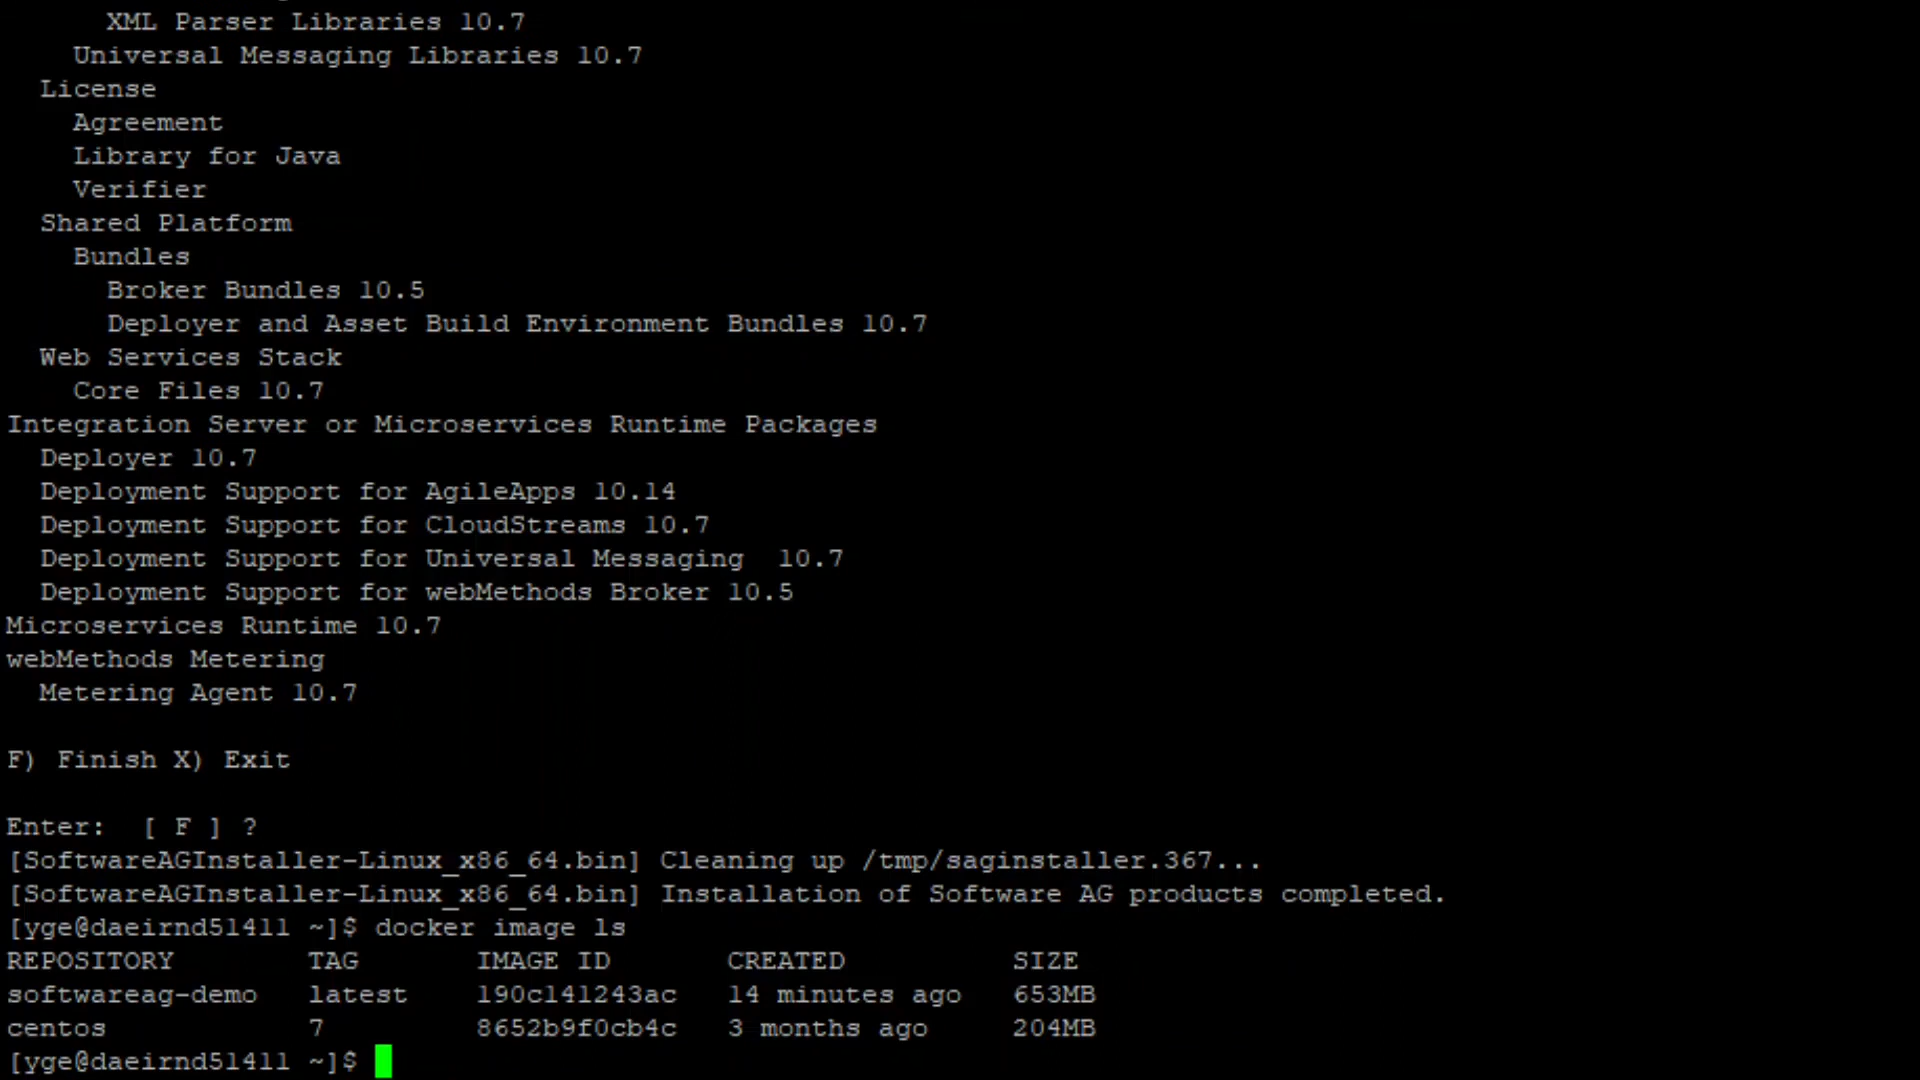 XML Parser Libraries 10.7
Universal Messaging Libraries 10.7
License
Agreement
Library for Java
Verifier
Shared Platform
Bundles
Broker Bundles 10.5
Deployer and Asset Build Environment Bundles 10.7
Web Services Stack
Core Files 10.7
Integration Server or Microservices Runtime Packages
Deployer 10.7
Deployment Support for AgileApps 10.14
Deployment Support for CloudStreams 10.7
Deployment Support for Universal Messaging  10.7
Deployment Support for webMethods Broker 10.5
Microservices Runtime 10.7
webMethods Metering
Metering Agent 10.7
F) Finish X) Exit
Enter:  [ F ] ?
[SoftwareAGInstaller-Linux_x86_64.bin] Cleaning up /tmp/saginstaller.367...
[SoftwareAGInstaller-Linux_x86_64.bin] Installation of Software AG products completed.
[yge@daeirnd51411 ~]$ docker image ls
REPOSITORY TAG IMAGE ID CREATED SIZE
softwareag-demo latest 190c141243ac 14 minutes ago 653MB
centos 7 8652b9f0cb4c 3 months ago 204MB
[yge@daeirnd51411 ~]$